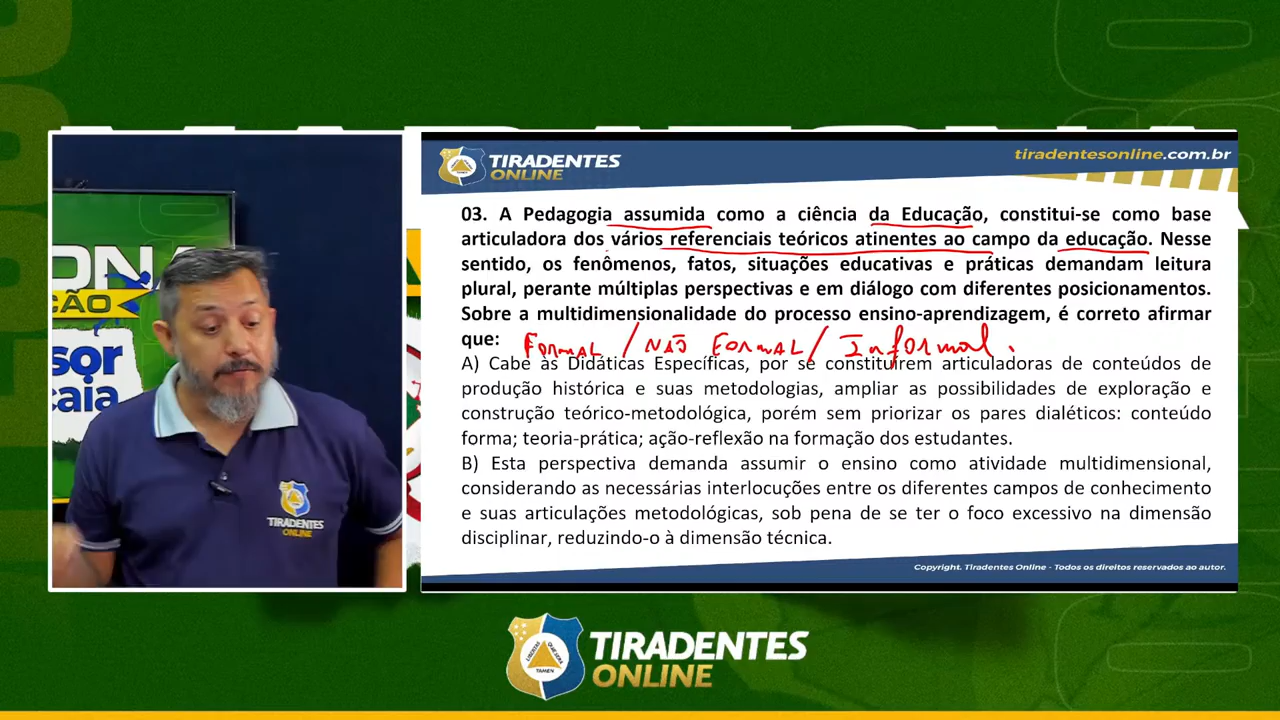 TIRADENTES
ONLINE
tiradentesonline.com.br
03. A Pedagogia assumida como a ciência da Educação, constitui-se como base
articuladora dos vários referenciais teóricos atinentes ao campo da educação. Nesse
sentido, os fenômenos, fatos, situações educativas e práticas demandam leitura
plural, perante múltiplas perspectivas e em diálogo com diferentes posicionamentos.
Sobre a multidimensionalidade do processo ensino-aprendizagem, é correto afirmar
que:
FORMAL / NÃO FORMAL / Informal.
A) Cabe às Didáticas Específicas, por se constituírem articuladoras de conteúdos de
produção histórica e suas metodologias, ampliar as possibilidades de exploração e
construção teórico-metodológica, porém sem priorizar os pares dialéticos: conteúdo
forma; teoria-prática; ação-reflexão na formação dos estudantes.
B) Esta perspectiva demanda assumir o ensino como atividade multidimensional,
considerando as necessárias interlocuções entre os diferentes campos de conhecimento
e suas articulações metodológicas, sob pena de se ter o foco excessivo na dimensão
disciplinar, reduzindo-o à dimensão técnica.
Copyright. Tiradentes Online - Todos os direitos reservados ao autor.
ONA
ÇÃO
sor
caia
TIRADENTES
ONLINE
TIRADENTES
ONLINE